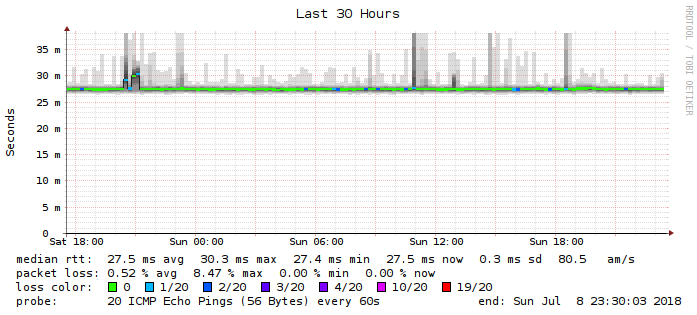 Last 30 Hours
RRDTOOL / TOBI OETIKER
Seconds
35 m
30 m
25 m
20 m
15 m
10 m
5 m
0
Sat 18:00 Sun 00:00 Sun 06:00 Sun 12:00 Sun 18:00
median rtt: 27.5 ms avg 30.3 ms max 27.4 ms min 27.5 ms now 0.3 ms sd 80.5 am/s
packet loss: 0.52 % avg 8.47 % max 0.00 % min 0.00 % now
loss color: 0 1/20 2/20 3/20 4/20 10/20 19/20
probe: 20 ICMP Echo Pings (56 Bytes) every 60s end: Sun Jul 8 23:30:03 2018